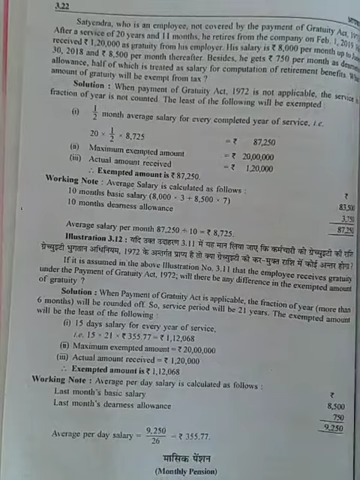 3.22
Satyendra, who is an employee, not covered by the payment of Gratuity Act, 1972
After a service of 20 years and 11 months, he retires from the company on Feb. 1, 2019
received ₹ 1,20,000 as gratuity from his employer. His salary is ₹ 8,000 per month up to
30, 2018 and ₹ 8,500 per month thereafter. Besides, he gets ₹ 750 per month as dearness
allowance, half of which is treated as salary for computation of retirement benefits. What
amount of gratuity will be exempt from tax ?
Solution : When payment of Gratuity Act, 1972 is not applicable, the service in
fraction of year is not counted. The least of the following will be exempted :
(i) 1/2 month average salary for every completed year of service, i.e.
20 × 1/2 × 8,725 = ₹ 87,250
(ii) Maximum exempted amount = ₹ 20,00,000
(iii) Actual amount received = ₹ 1,20,000
∴ Exempted amount is ₹ 87,250.
Working Note : Average Salary is calculated as follows : ₹
10 months basic salary (8,000 × 3 + 8,500 × 7) 83,500
10 months dearness allowance 3,750
87,250
Average salary per month 87,250 ÷ 10 = ₹ 8,725.
Illustration 3.12 : यदि उक्त उदाहरण 3.11 में यह मान लिया जाए कि कर्मचारी को ग्रेच्युइटी की राशि
ग्रेच्युइटी भुगतान अधिनियम, 1972 के अन्तर्गत प्राप्य है तो क्या ग्रेच्युइटी की कर-मुक्त राशि में कोई अन्तर होगा ?
If it is assumed in the above Illustration No. 3.11 that the employee receives gratuity
under the Payment of Gratuity Act, 1972, will there be any difference in the exempted amount
of gratuity ?
Solution : When Payment of Gratuity Act is applicable, the fraction of year (more than
6 months) will be rounded off. So, service period will be 21 years. The exempted amount
will be the least of the following :
(i) 15 days salary for every year of service,
i.e. 15 × 21 × ₹ 355.77 = ₹ 1,12,068
(ii) Maximum exempted amount = ₹ 20,00,000
(iii) Actual amount received = ₹ 1,20,000
∴ Exempted amount is ₹ 1,12,068
Working Note : Average per day salary is calculated as follows : ₹
Last month's basic salary 8,500
Last month's dearness allowance 750
9,250
Average per day salary = 9,250/26 = ₹ 355.77.
मासिक पेंशन
(Monthly Pension)